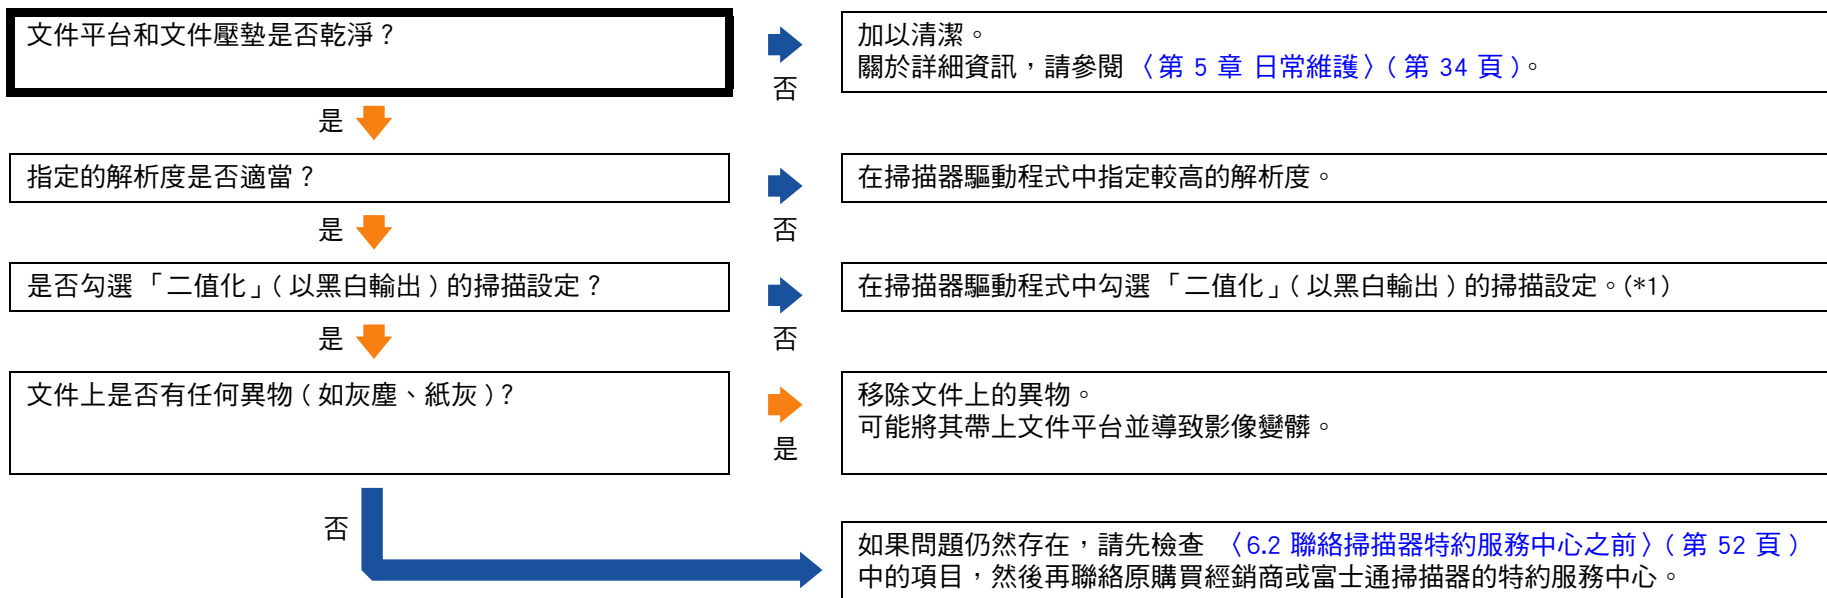 文件平台和文件壓墊是否乾淨？
否
加以清潔。
關於詳細資訊，請參閱 〈第 5 章 日常維護〉( 第 34 頁 )。
是
指定的解析度是否適當？
否
在掃描器驅動程式中指定較高的解析度。
是
是否勾選 「二值化」( 以黑白輸出 ) 的掃描設定？
否
在掃描器驅動程式中勾選 「二值化」( 以黑白輸出 ) 的掃描設定。(*1)
是
文件上是否有任何異物 ( 如灰塵、紙灰 )？
是
移除文件上的異物。
可能將其帶上文件平台並導致影像變髒。
否
如果問題仍然存在，請先檢查 〈6.2 聯絡掃描器特約服務中心之前〉( 第 52 頁 )
中的項目，然後再聯絡原購買經銷商或富士通掃描器的特約服務中心。